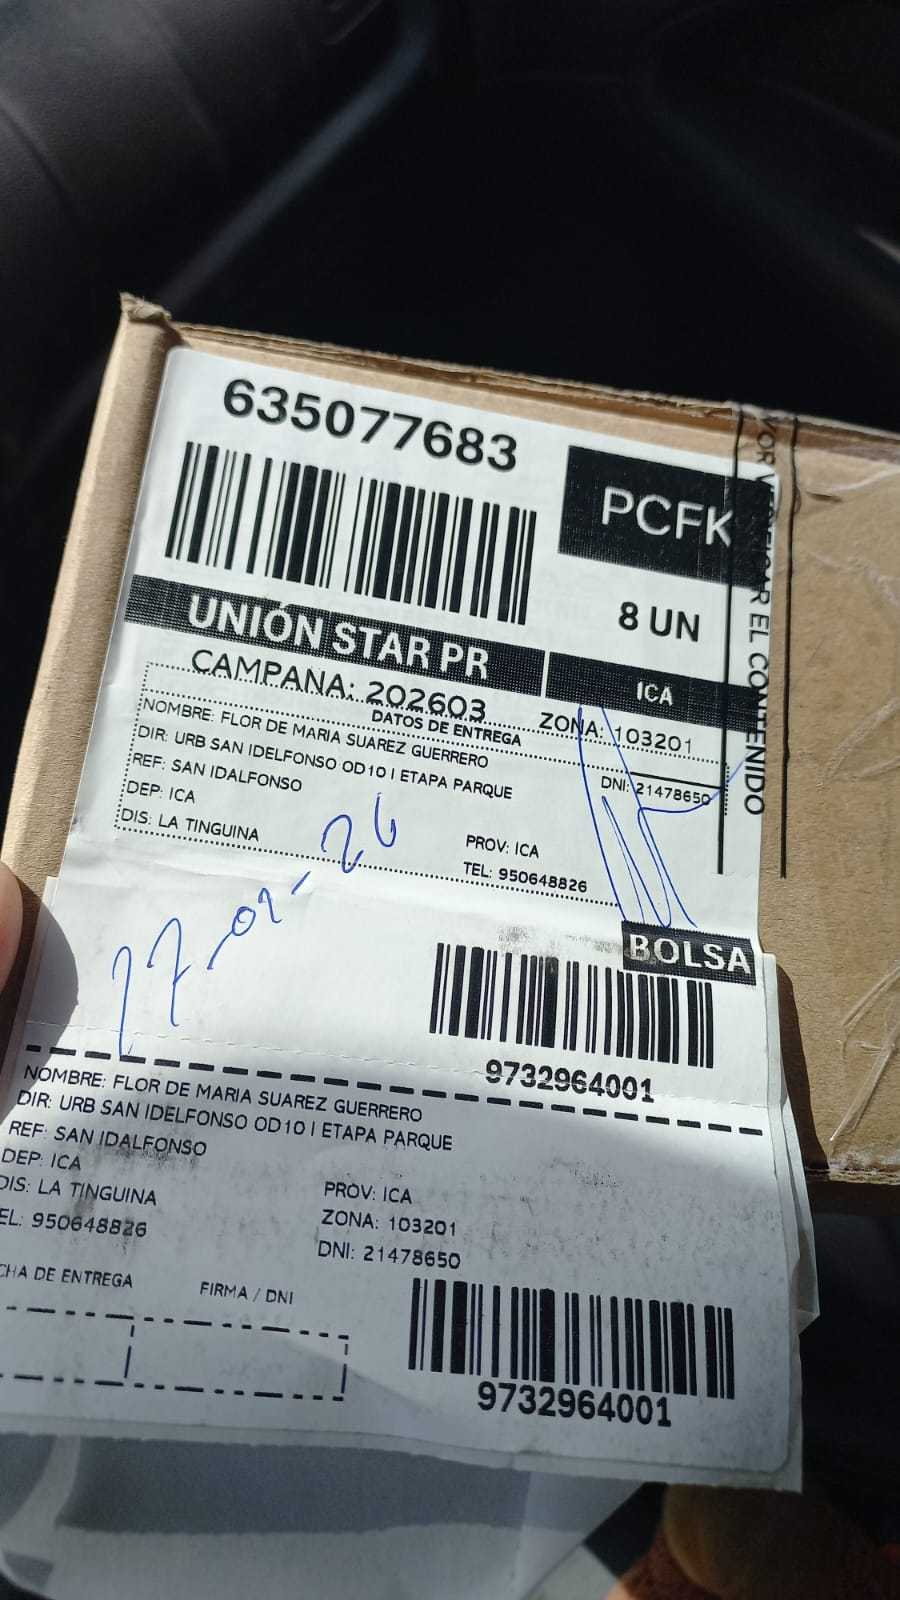 635077683
PCFK
8 UN
UNIÓN STAR PR
ICA
CAMPAÑA: 202603
ZONA: 103201
DATOS DE ENTREGA
NOMBRE: FLOR DE MARIA SUAREZ GUERRERO
DNI: 21478650
DIR: URB SAN IDELFONSO OD10 I ETAPA PARQUE
REF: SAN IDALFONSO
DEP: ICA
PROV: ICA
DIS: LA TINGUINA
TEL: 950648826
EL CONTENIDO
BOLSA
9732964001
NOMBRE: FLOR DE MARIA SUAREZ GUERRERO
DIR: URB SAN IDELFONSO OD10 I ETAPA PARQUE
REF: SAN IDALFONSO
DEP: ICA
PROV: ICA
DIS: LA TINGUINA
ZONA: 103201
EL: 950648826
DNI: 21478650
CHA DE ENTREGA
FIRMA / DNI
9732964001